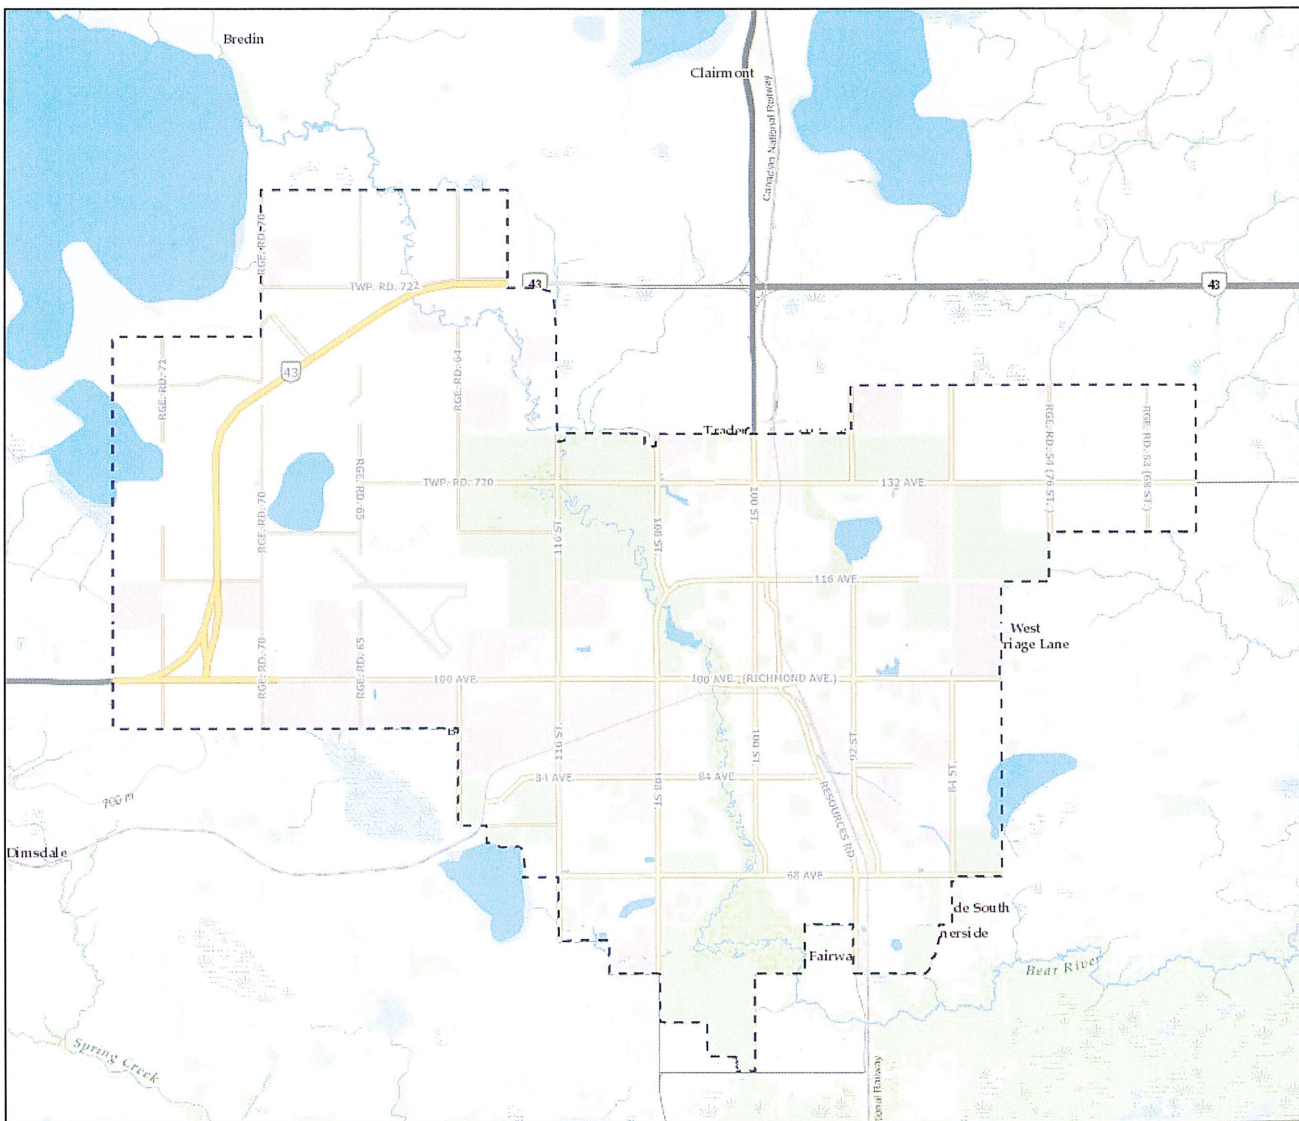 Bredin
Clairmont
Canadian National Railway
RGE. RD. 70
TWP. RD. 722
43
43
43
RGE. RD. 71
RGE. RD. 64
Trader
RGE. RD. 54 (76 ST.)
RGE. RD. 53 (68 ST.)
RGE. RD. 65
TWP. RD. 720
132 AVE.
RGE. RD. 70
116 ST.
108 ST.
100 ST.
116 AVE.
West
riage Lane
RGE. RD. 70
RGE. RD. 65
100 AVE.
100 AVE. (RICHMOND AVE.)
116 ST.
100 ST.
92 ST.
84 AVE.
84 AVE.
108 ST.
84 ST.
RESOURCES RD.
700 m
Dimsdale
68 AVE.
de South
nerside
Fairwa
Bear River
Spring Creek
onal Railway